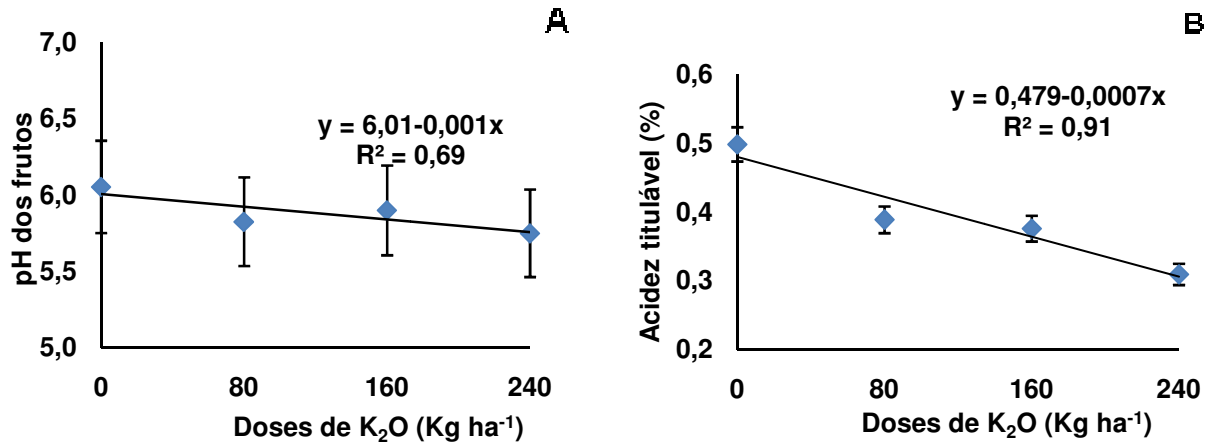 A
7,0
6,5
6,0
5,5
5,0
pH dos frutos
y = 6,01-0,001x
R² = 0,69
0 80 160 240
Doses de K₂O (Kg ha⁻¹)
B
0,6
0,5
0,4
0,3
0,2
Acidez titulável (%)
y = 0,479-0,0007x
R² = 0,91
0 80 160 240
Doses de K₂O (Kg ha⁻¹)